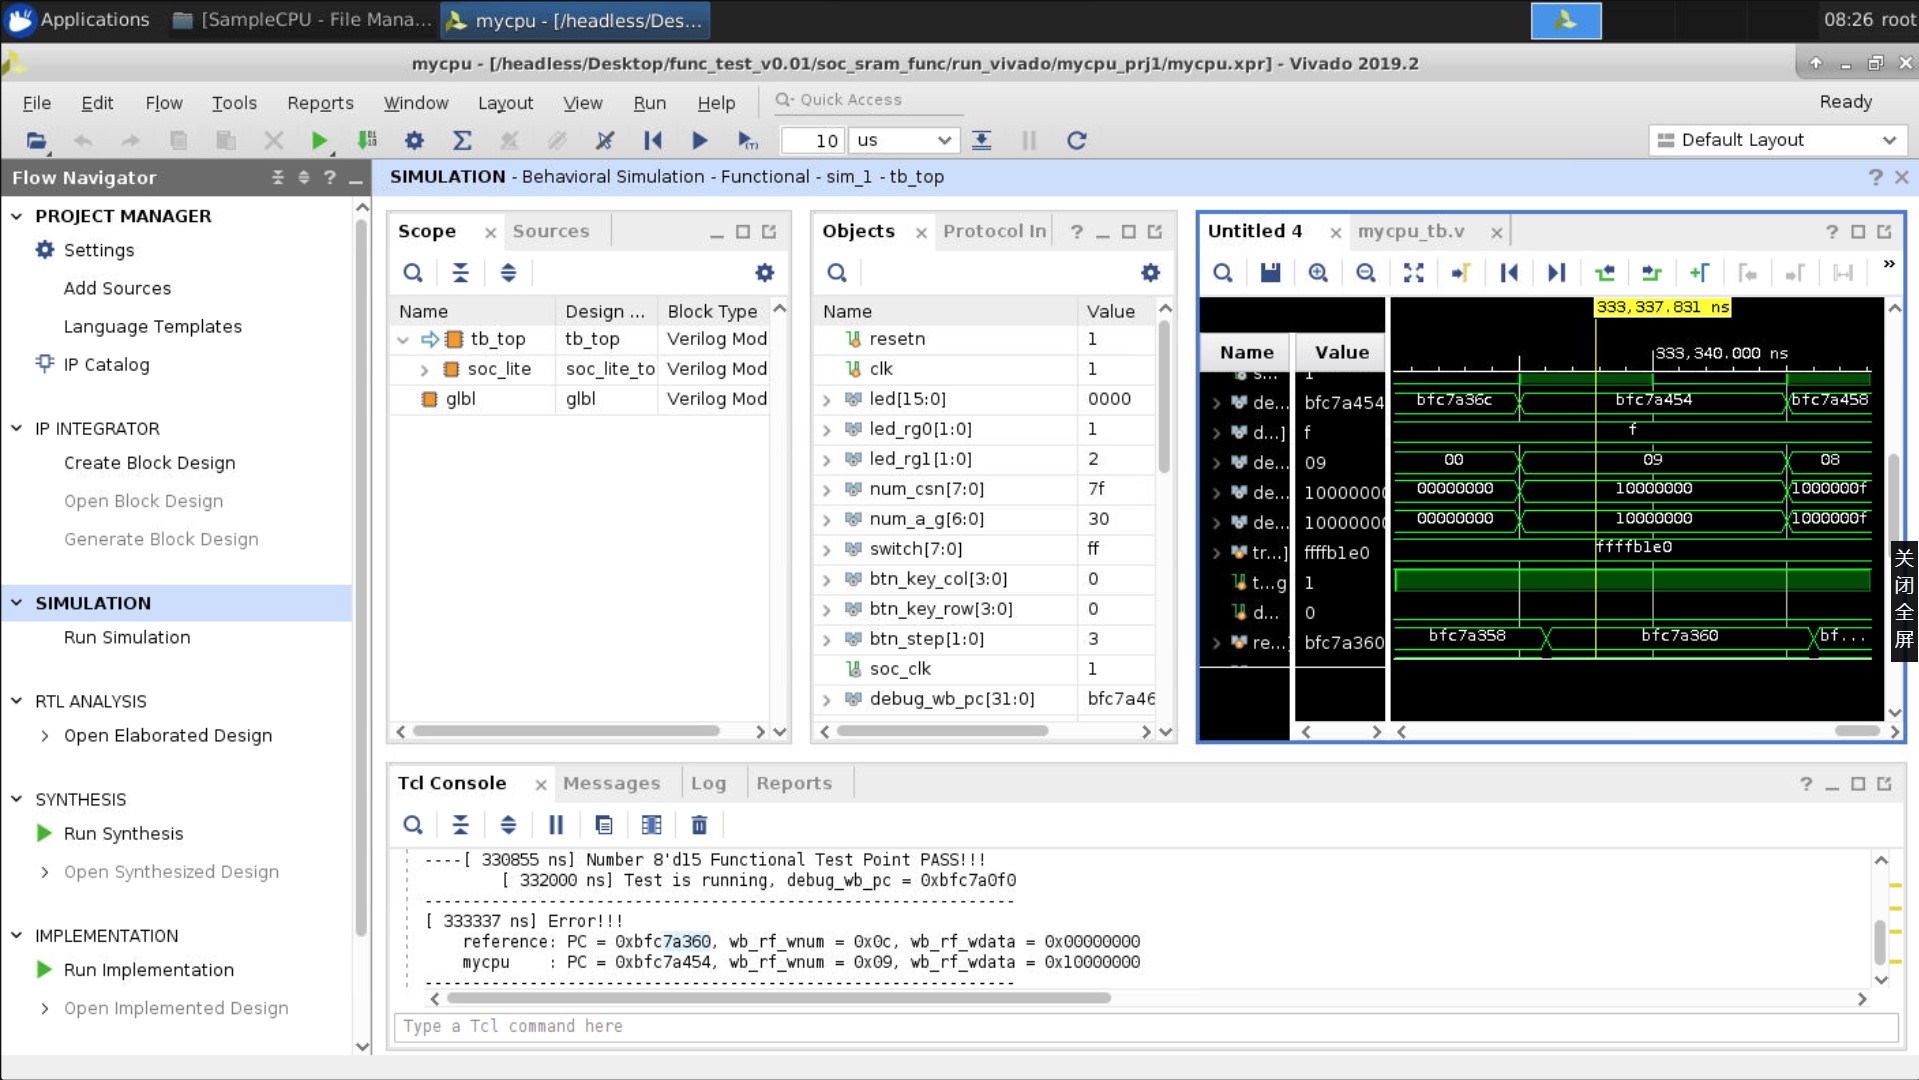 Applications
[SampleCPU - File Mana...
mycpu - [/headless/Des...
08:26 root
mycpu - [/headless/Desktop/func_test_v0.01/soc_sram_func/run_vivado/mycpu_prj1/mycpu.xpr] - Vivado 2019.2
File Edit Flow Tools Reports Window Layout View Run Help
Quick Access
Ready
10 us
Default Layout
Flow Navigator
PROJECT MANAGER
Settings
Add Sources
Language Templates
IP Catalog
IP INTEGRATOR
Create Block Design
Open Block Design
Generate Block Design
SIMULATION
Run Simulation
RTL ANALYSIS
Open Elaborated Design
SYNTHESIS
Run Synthesis
Open Synthesized Design
IMPLEMENTATION
Run Implementation
Open Implemented Design
SIMULATION - Behavioral Simulation - Functional - sim_1 - tb_top
Scope Sources
Name Design ... Block Type
tb_top tb_top Verilog Mod
soc_lite soc_lite_to Verilog Mod
glbl glbl Verilog Mod
Objects Protocol In
Name Value
resetn 1
clk 1
led[15:0] 0000
led_rg0[1:0] 1
led_rg1[1:0] 2
num_csn[7:0] 7f
num_a_g[6:0] 30
switch[7:0] ff
btn_key_col[3:0] 0
btn_key_row[3:0] 0
btn_step[1:0] 3
soc_clk 1
debug_wb_pc[31:0] bfc7a46
Untitled 4 mycpu_tb.v
333,337.831 ns
Name Value 333,340.000 ns
de... bfc7a454 bfc7a36c bfc7a454 bfc7a458
d...] f f
de... 09 00 09 08
de... 10000000 00000000 10000000 1000000f
de... 10000000 00000000 10000000 1000000f
tr...] ffffb1e0 ffffb1e0
t...g 1
d... 0
re... bfc7a360 bfc7a358 bfc7a360 bf...
关闭全屏
Tcl Console Messages Log Reports
----[ 330855 ns] Number 8'd15 Functional Test Point PASS!!!
[ 332000 ns] Test is running, debug_wb_pc = 0xbfc7a0f0
--------------------------------------------------------------
[ 333337 ns] Error!!!
reference: PC = 0xbfc7a360, wb_rf_wnum = 0x0c, wb_rf_wdata = 0x00000000
mycpu : PC = 0xbfc7a454, wb_rf_wnum = 0x09, wb_rf_wdata = 0x10000000
--------------------------------------------------------------
Type a Tcl command here